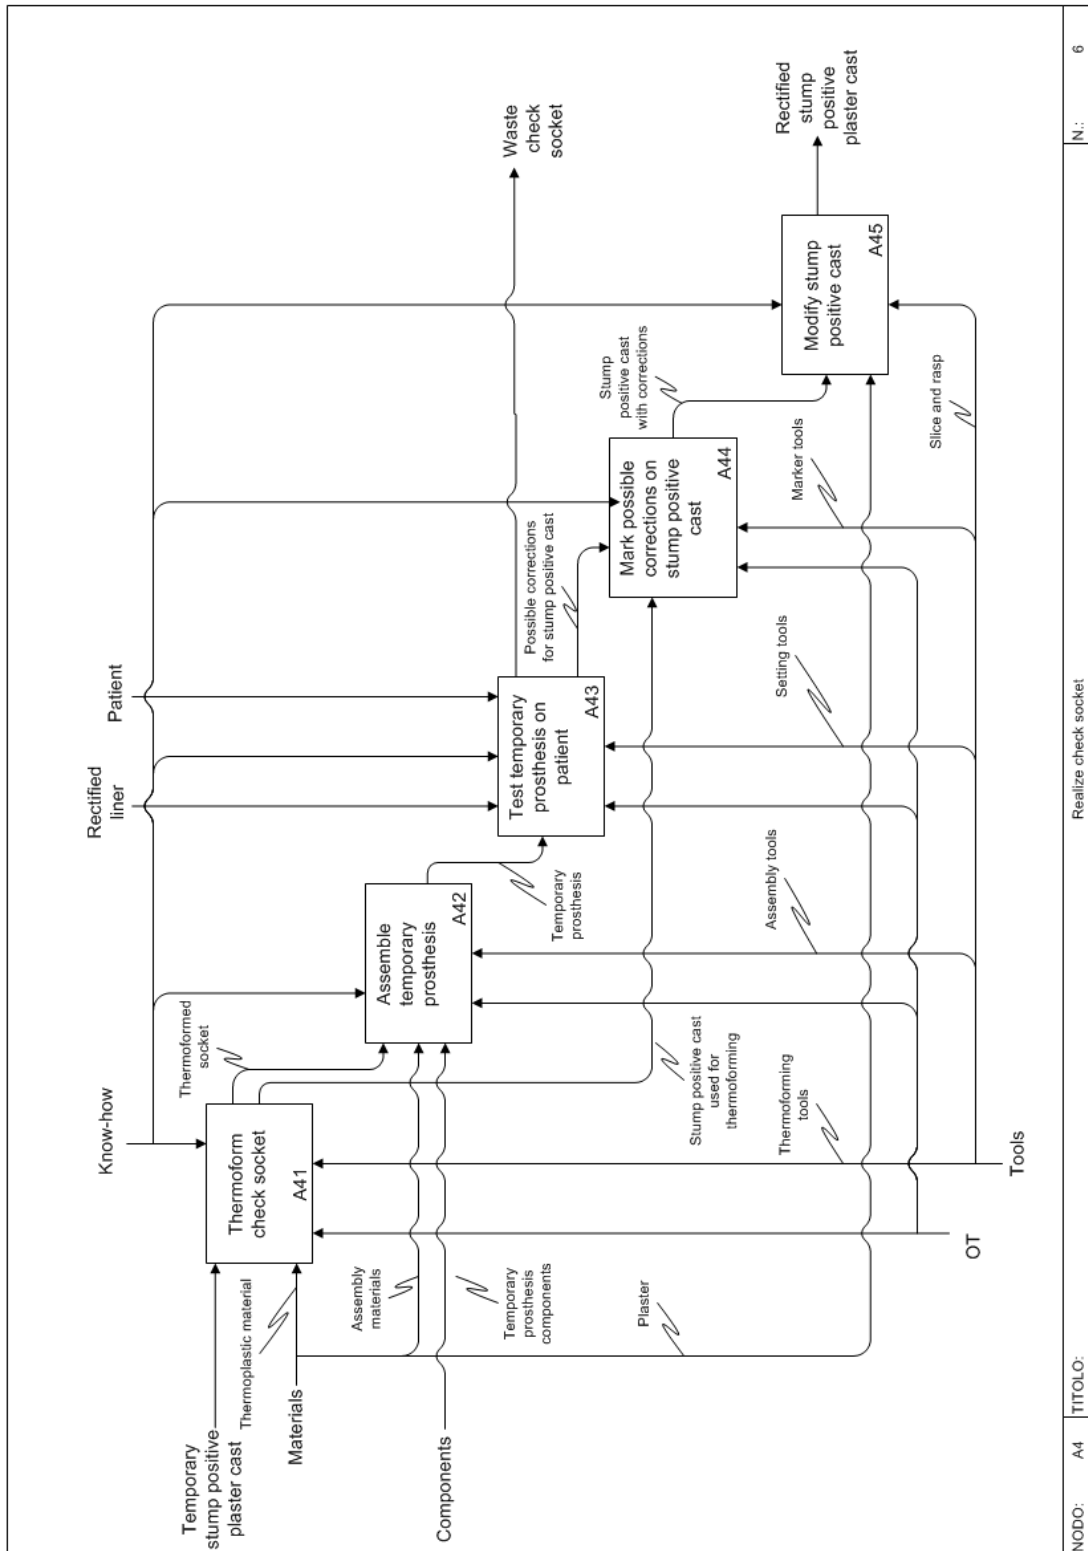 Know-how
Rectified
liner
Patient
Temporary
stump positive
plaster cast
Thermoplastic material
Materials
Components
Thermoform
check socket
A41
Thermoformed
socket
Assembly
materials
Temporary
prosthesis
components
Plaster
Assemble
temporary
prosthesis
A42
Temporary
prosthesis
Stump positive cast
used for
thermoforming
Thermoforming
tools
Test temporary
prosthesis on
patient
A43
Assembly tools
Possible corrections
for stump positive cast
Setting tools
Mark possible
corrections on
stump positive
cast
A44
Marker tools
Stump
positive cast
with corrections
Slice and rasp
Modify stump
positive cast
A45
Waste
check
socket
Rectified
stump
positive
plaster cast
OT
Tools
NODO:
A4
TITOLO:
Realize check socket
N.:
6